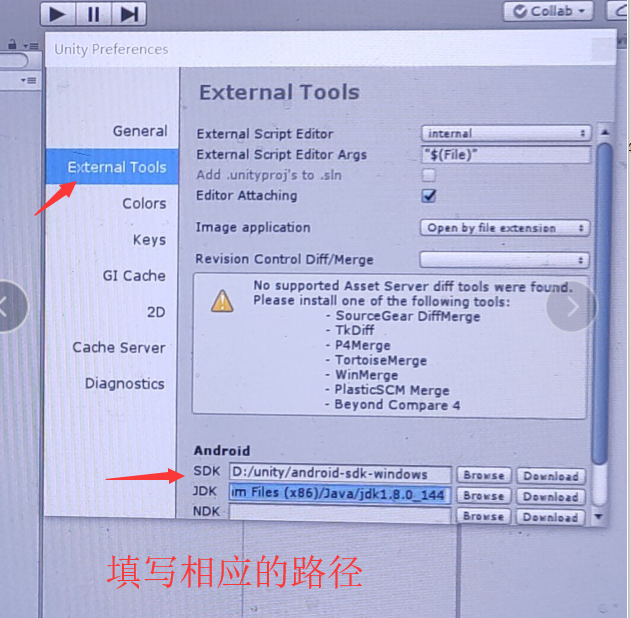 Collab
Unity Preferences
External Tools
General
External Tools
Colors
Keys
GI Cache
2D
Cache Server
Diagnostics
External Script Editor
internal
External Script Editor Args
"$(File)"
Add .unityproj's to .sln
Editor Attaching
Image application
Open by file extension
Revision Control Diff/Merge
No supported Asset Server diff tools were found.
Please install one of the following tools:
- SourceGear DiffMerge
- TkDiff
- P4Merge
- TortoiseMerge
- WinMerge
- PlasticSCM Merge
- Beyond Compare 4
Android
SDK D:/unity/android-sdk-windows Browse Download
JDK ım Files (x86)/Java/jdk1.8.0_144 Browse Download
NDK Browse Download
填写相应的路径